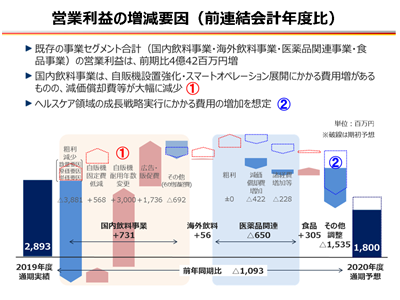 営業利益の増減要因（前連結会計年度比）
➤ 既存の事業セグメント合計（国内飲料事業・海外飲料事業・医薬品関連事業・食
品事業）の営業利益は、前期比4億42百万円増
➤ 国内飲料事業は、自販機設置強化・スマートオペレーション展開にかかる費用増がある
ものの、減価償却費等が大幅に減少 ①
➤ ヘルスケア領域の成長戦略実行にかかる費用の増加を想定 ②
単位：百万円
※破線は期初予想
粗利
減少
自販機
固定費
低減
①
自販機
耐用年数
変更
広告・
販促費
その他
粗利
減価
償却費
増加
②
+568
+3,000
+1,736
△692
±0
△422
△228
2,893
国内飲料事業
+731
海外飲料
+56
医薬品関連
△650
食品
+305
その他
調整
△1,535
1,800
2019年度
通期実績
前年同期比 △1,093
2020年度
通期予想